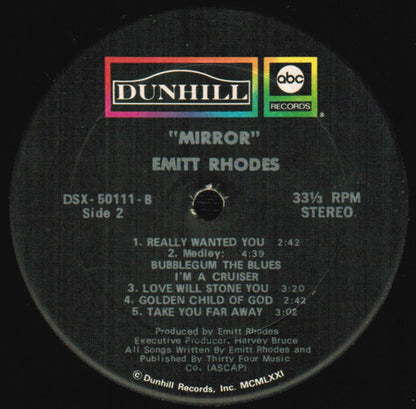 DUNHILL
abc
RECORDS
®
"MIRROR"
EMITT RHODES
DSX-50111-B
Side 2
33⅓ RPM
STEREO
1. REALLY WANTED YOU 2:42
2. Medley: 4:39
BUBBLEGUM THE BLUES
I'M A CRUISER
3. LOVE WILL STONE YOU 3:20
4. GOLDEN CHILD OF GOD 2:42
5. TAKE YOU FAR AWAY 3:02
Produced by Emitt Rhodes
Executive Producer, Harvey Bruce
All Songs Written By Emitt Rhodes and
Published By Thirty Four Music
Co. (ASCAP)
© Dunhill Records, Inc. MCMLXXI